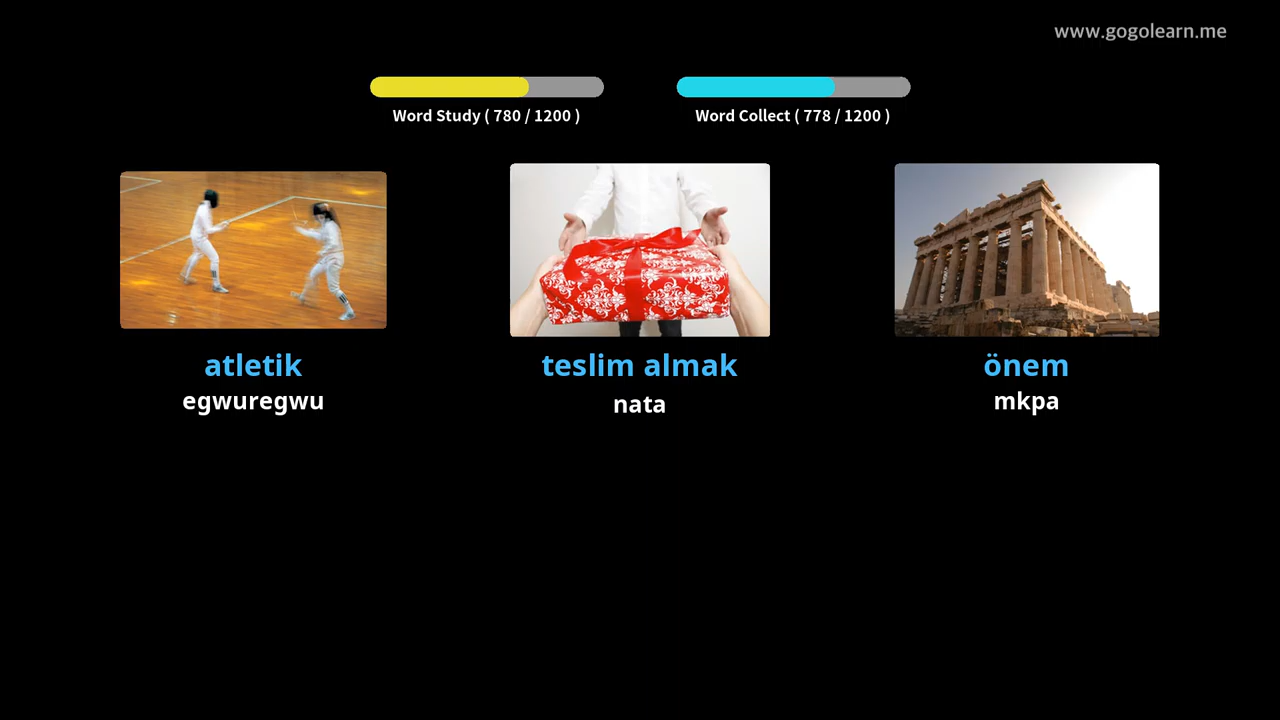 www.gogolearn.me
Word Study ( 780 / 1200 )
Word Collect ( 778 / 1200 )
atletik
egwuregwu
teslim almak
nata
önem
mkpa